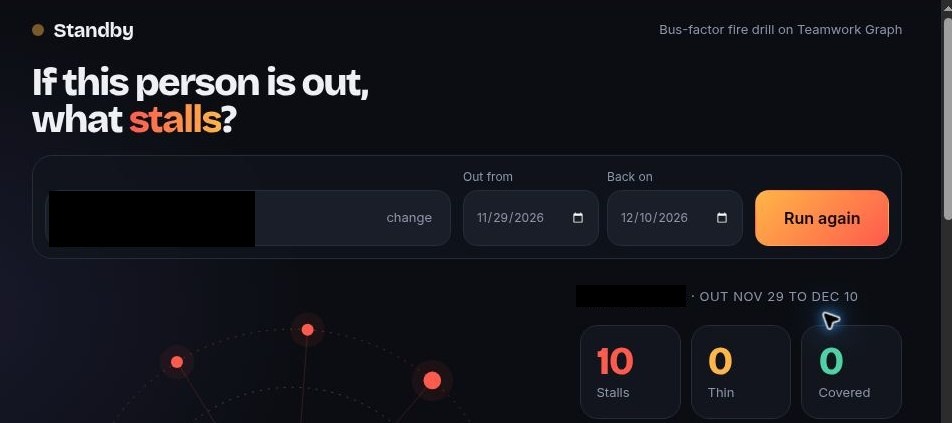 Standby
Bus-factor fire drill on Teamwork Graph
If this person is out,
what stalls?
Out from
Back on
change
11/29/2026
12/10/2026
Run again
· OUT NOV 29 TO DEC 10
10
0
0
Stalls
Thin
Covered